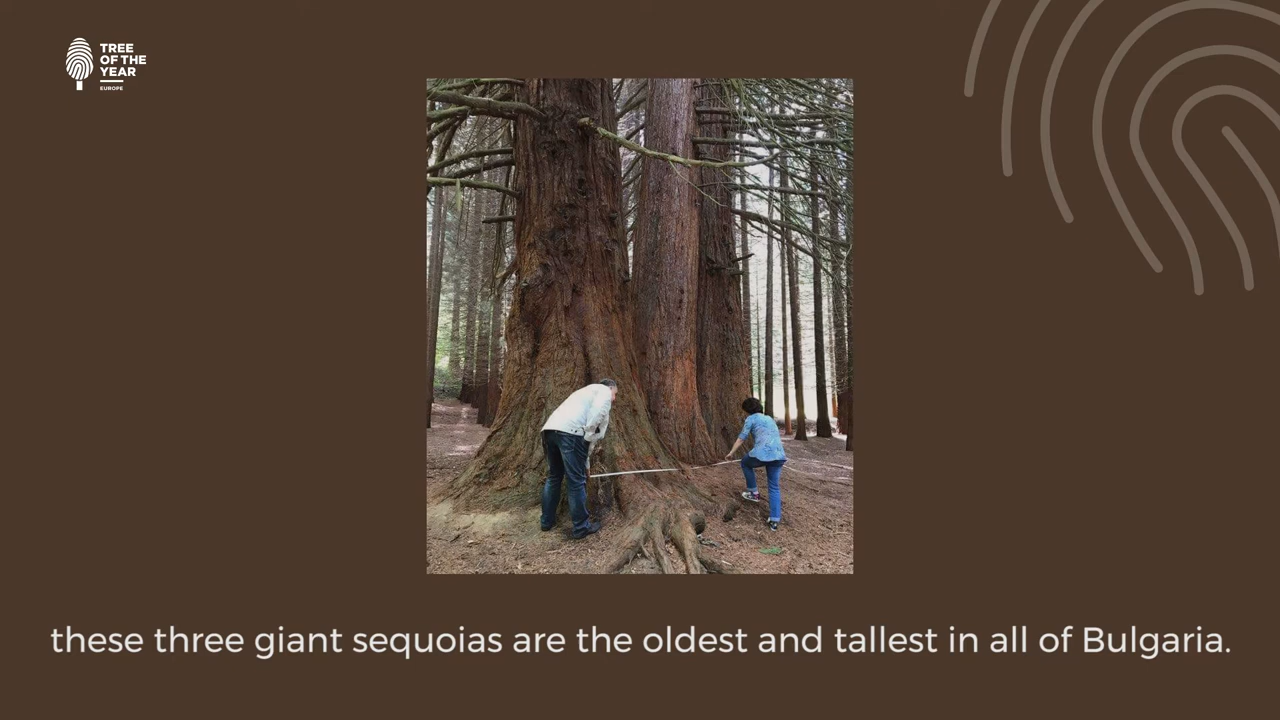 TREE
OF THE
YEAR
EUROPE
these three giant sequoias are the oldest and tallest in all of Bulgaria.